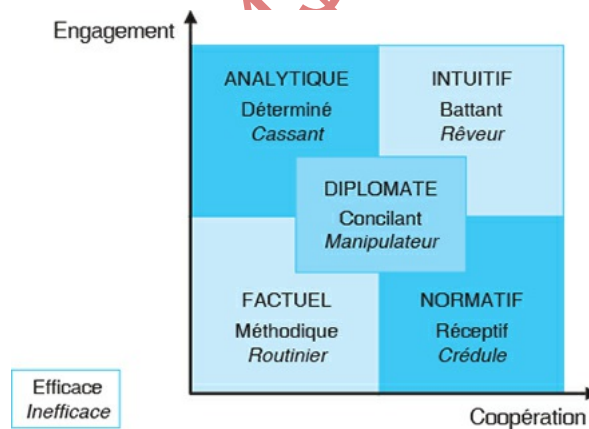 Engagement
ANALYTIQUE
Déterminé
Cassant
INTUITIF
Battant
Rêveur
DIPLOMATE
Concilant
Manipulateur
FACTUEL
Méthodique
Routinier
NORMATIF
Réceptif
Crédule
Efficace
Inefficace
Coopération